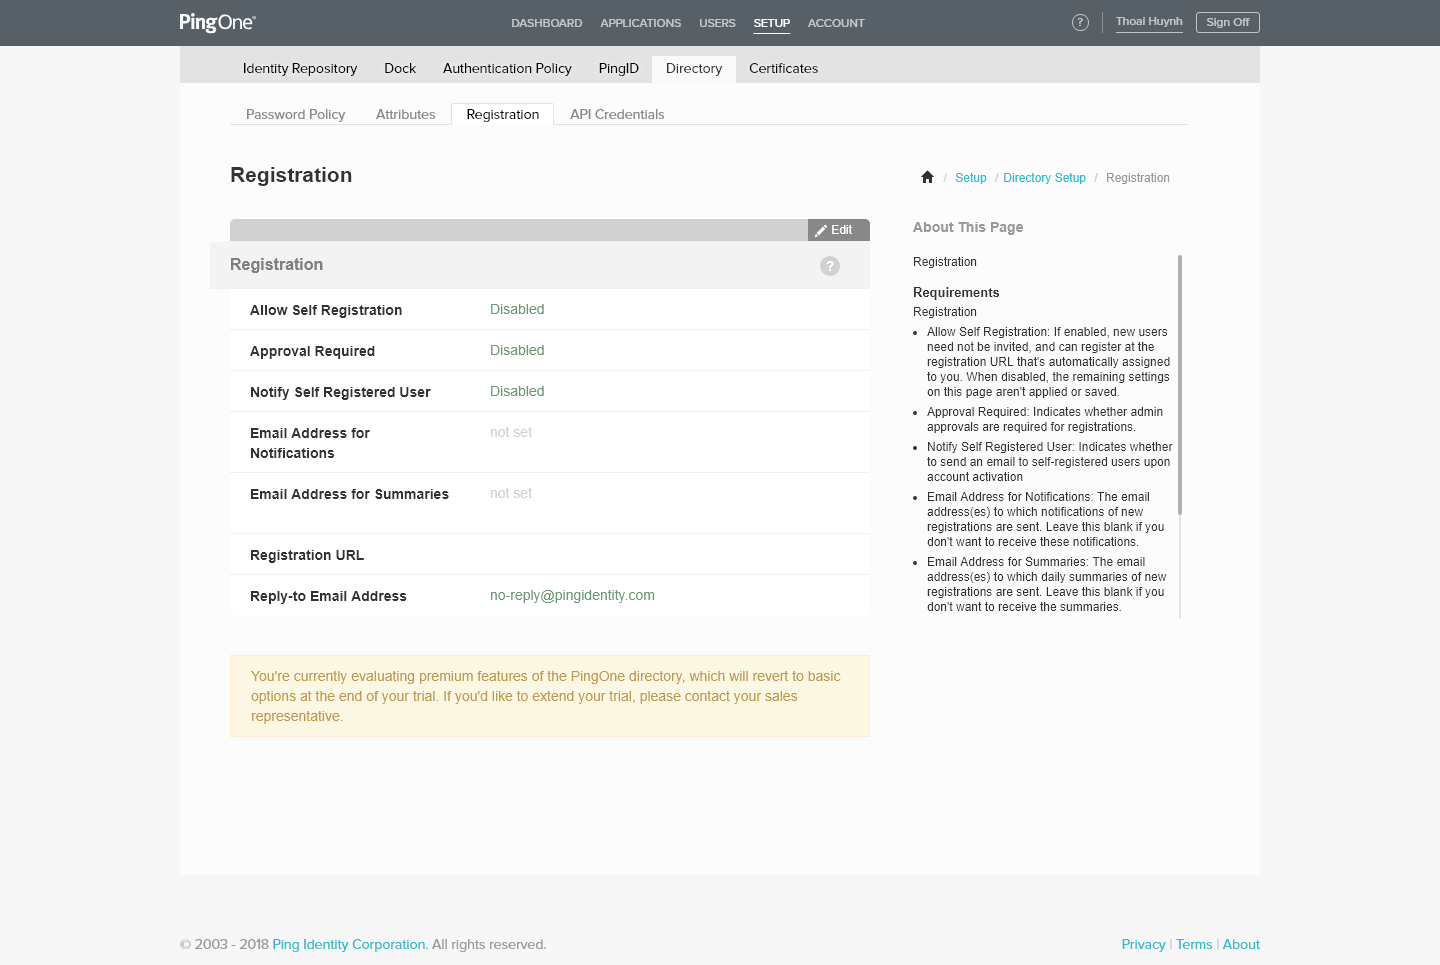 PingOne
DASHBOARD APPLICATIONS USERS SETUP ACCOUNT
? Thoai Huynh Sign Off
Identity Repository Dock Authentication Policy PingID Directory Certificates
Password Policy Attributes Registration API Credentials
Registration
/ Setup / Directory Setup / Registration
Edit
Registration ?
Allow Self Registration Disabled
Approval Required Disabled
Notify Self Registered User Disabled
Email Address for not set
Notifications
Email Address for Summaries not set
Registration URL
Reply-to Email Address no-reply@pingidentity.com
You're currently evaluating premium features of the PingOne directory, which will revert to basic
options at the end of your trial. If you'd like to extend your trial, please contact your sales
representative.
About This Page
Registration
Requirements
Registration
• Allow Self Registration: If enabled, new users
need not be invited, and can register at the
registration URL that's automatically assigned
to you. When disabled, the remaining settings
on this page aren't applied or saved.
• Approval Required: Indicates whether admin
approvals are required for registrations.
• Notify Self Registered User: Indicates whether
to send an email to self-registered users upon
account activation
• Email Address for Notifications: The email
address(es) to which notifications of new
registrations are sent. Leave this blank if you
don't want to receive these notifications.
• Email Address for Summaries: The email
address(es) to which daily summaries of new
registrations are sent. Leave this blank if you
don't want to receive the summaries.
© 2003 - 2018 Ping Identity Corporation. All rights reserved.
Privacy | Terms | About